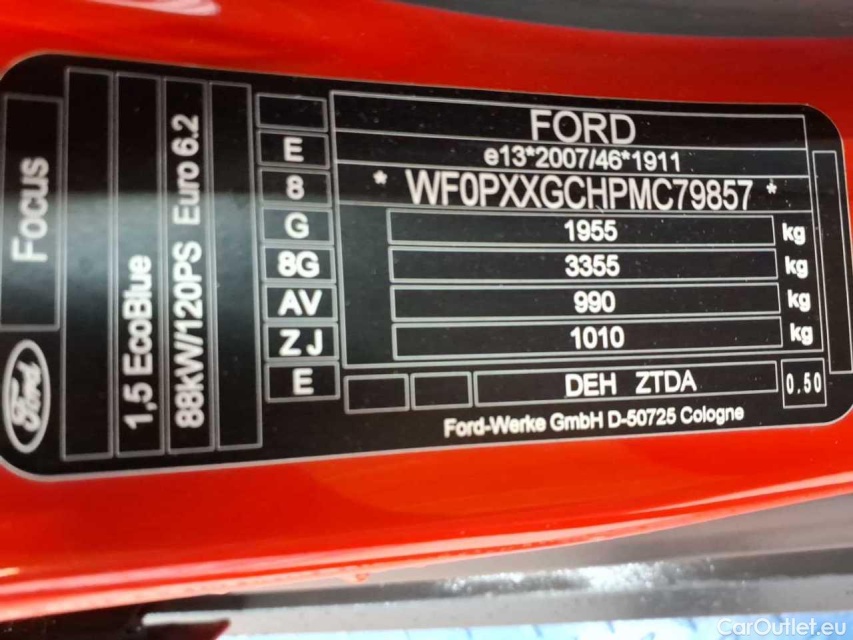 Focus
Ford
1,5 EcoBlue
88kW/120PS Euro 6.2
E
8
G
8G
AV
ZJ
E
FORD
e13*2007/46*1911
* WF0PXXGCHPMC79857 *
1955 kg
3355 kg
990 kg
1010 kg
DEH ZTDA
0.50
Ford-Werke GmbH D-50725 Cologne
CarOutlet.eu